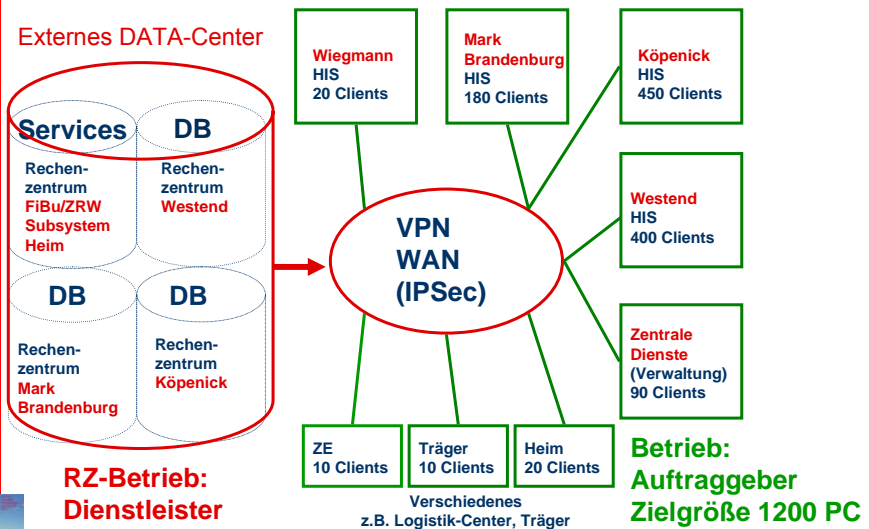 Externes DATA-Center
Services
Rechen-
zentrum
FiBu/ZRW
Subsystem
Heim
DB
Rechen-
zentrum
Westend
DB
Rechen-
zentrum
Mark
Brandenburg
DB
Rechen-
zentrum
Köpenick
RZ-Betrieb:
Dienstleister
VPN
WAN
(IPSec)
Wiegmann
HIS
20 Clients
Mark
Brandenburg
HIS
180 Clients
Köpenick
HIS
450 Clients
Westend
HIS
400 Clients
Zentrale
Dienste
(Verwaltung)
90 Clients
ZE
10 Clients
Träger
10 Clients
Heim
20 Clients
Verschiedenes
z.B. Logistik-Center, Träger
Betrieb:
Auftraggeber
Zielgröße 1200 PC